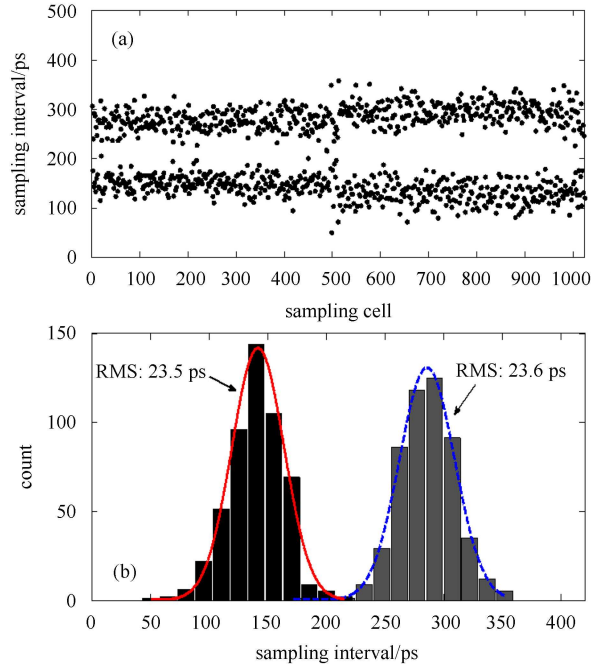 500
(a)
400
300
200
100
0
sampling interval/ps
0 100 200 300 400 500 600 700 800 900 1000
sampling cell
150
RMS: 23.5 ps
RMS: 23.6 ps
100
count
50
(b)
0
0 50 100 150 200 250 300 350 400
sampling interval/ps